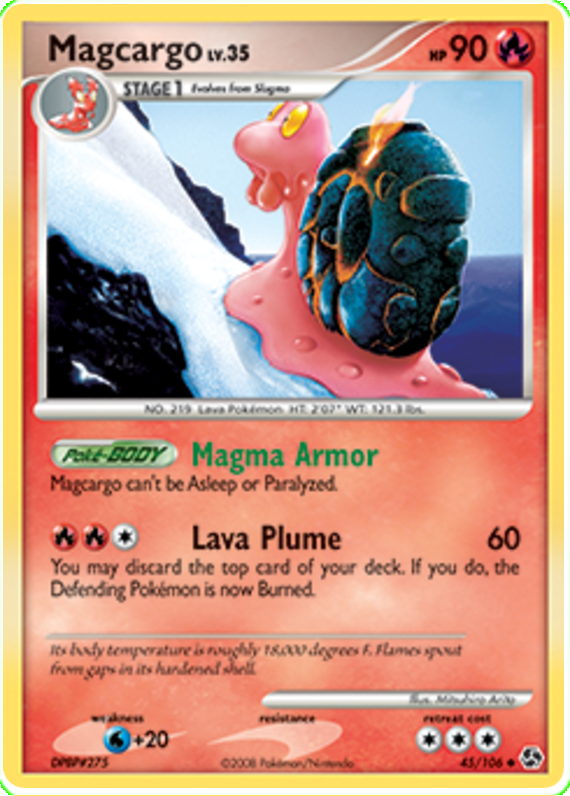 Magcargo LV.35
HP 90
STAGE 1 Evolves from Slugma
NO. 219 Lava Pokémon HT: 2'07" WT: 121.3 lbs.
Poké-BODY Magma Armor
Magcargo can't be Asleep or Paralyzed.
Lava Plume 60
You may discard the top card of your deck. If you do, the
Defending Pokémon is now Burned.
Its body temperature is roughly 18,000 degrees F. Flames spout
from gaps in its hardened shell.
Illus. Mitsuhiro Arita
weakness resistance retreat cost
+20
DPBP#275 ©2008 Pokémon/Nintendo 45/106